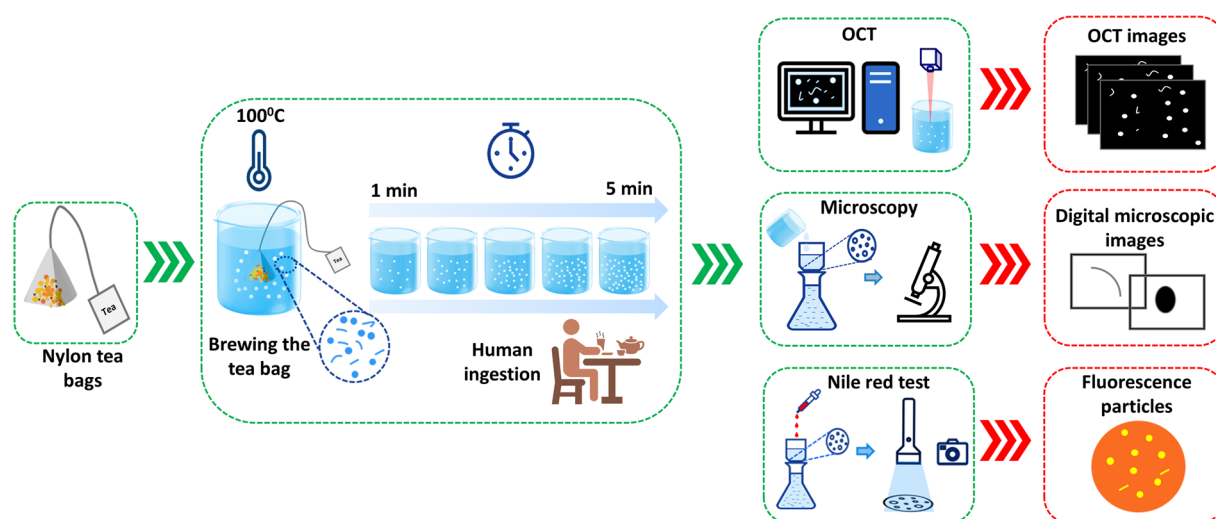 Tea
Nylon tea
bags
100⁰C
Tea
Brewing the
tea bag
1 min
5 min
Human
ingestion
OCT
Microscopy
Nile red test
OCT images
Digital microscopic
images
Fluorescence
particles